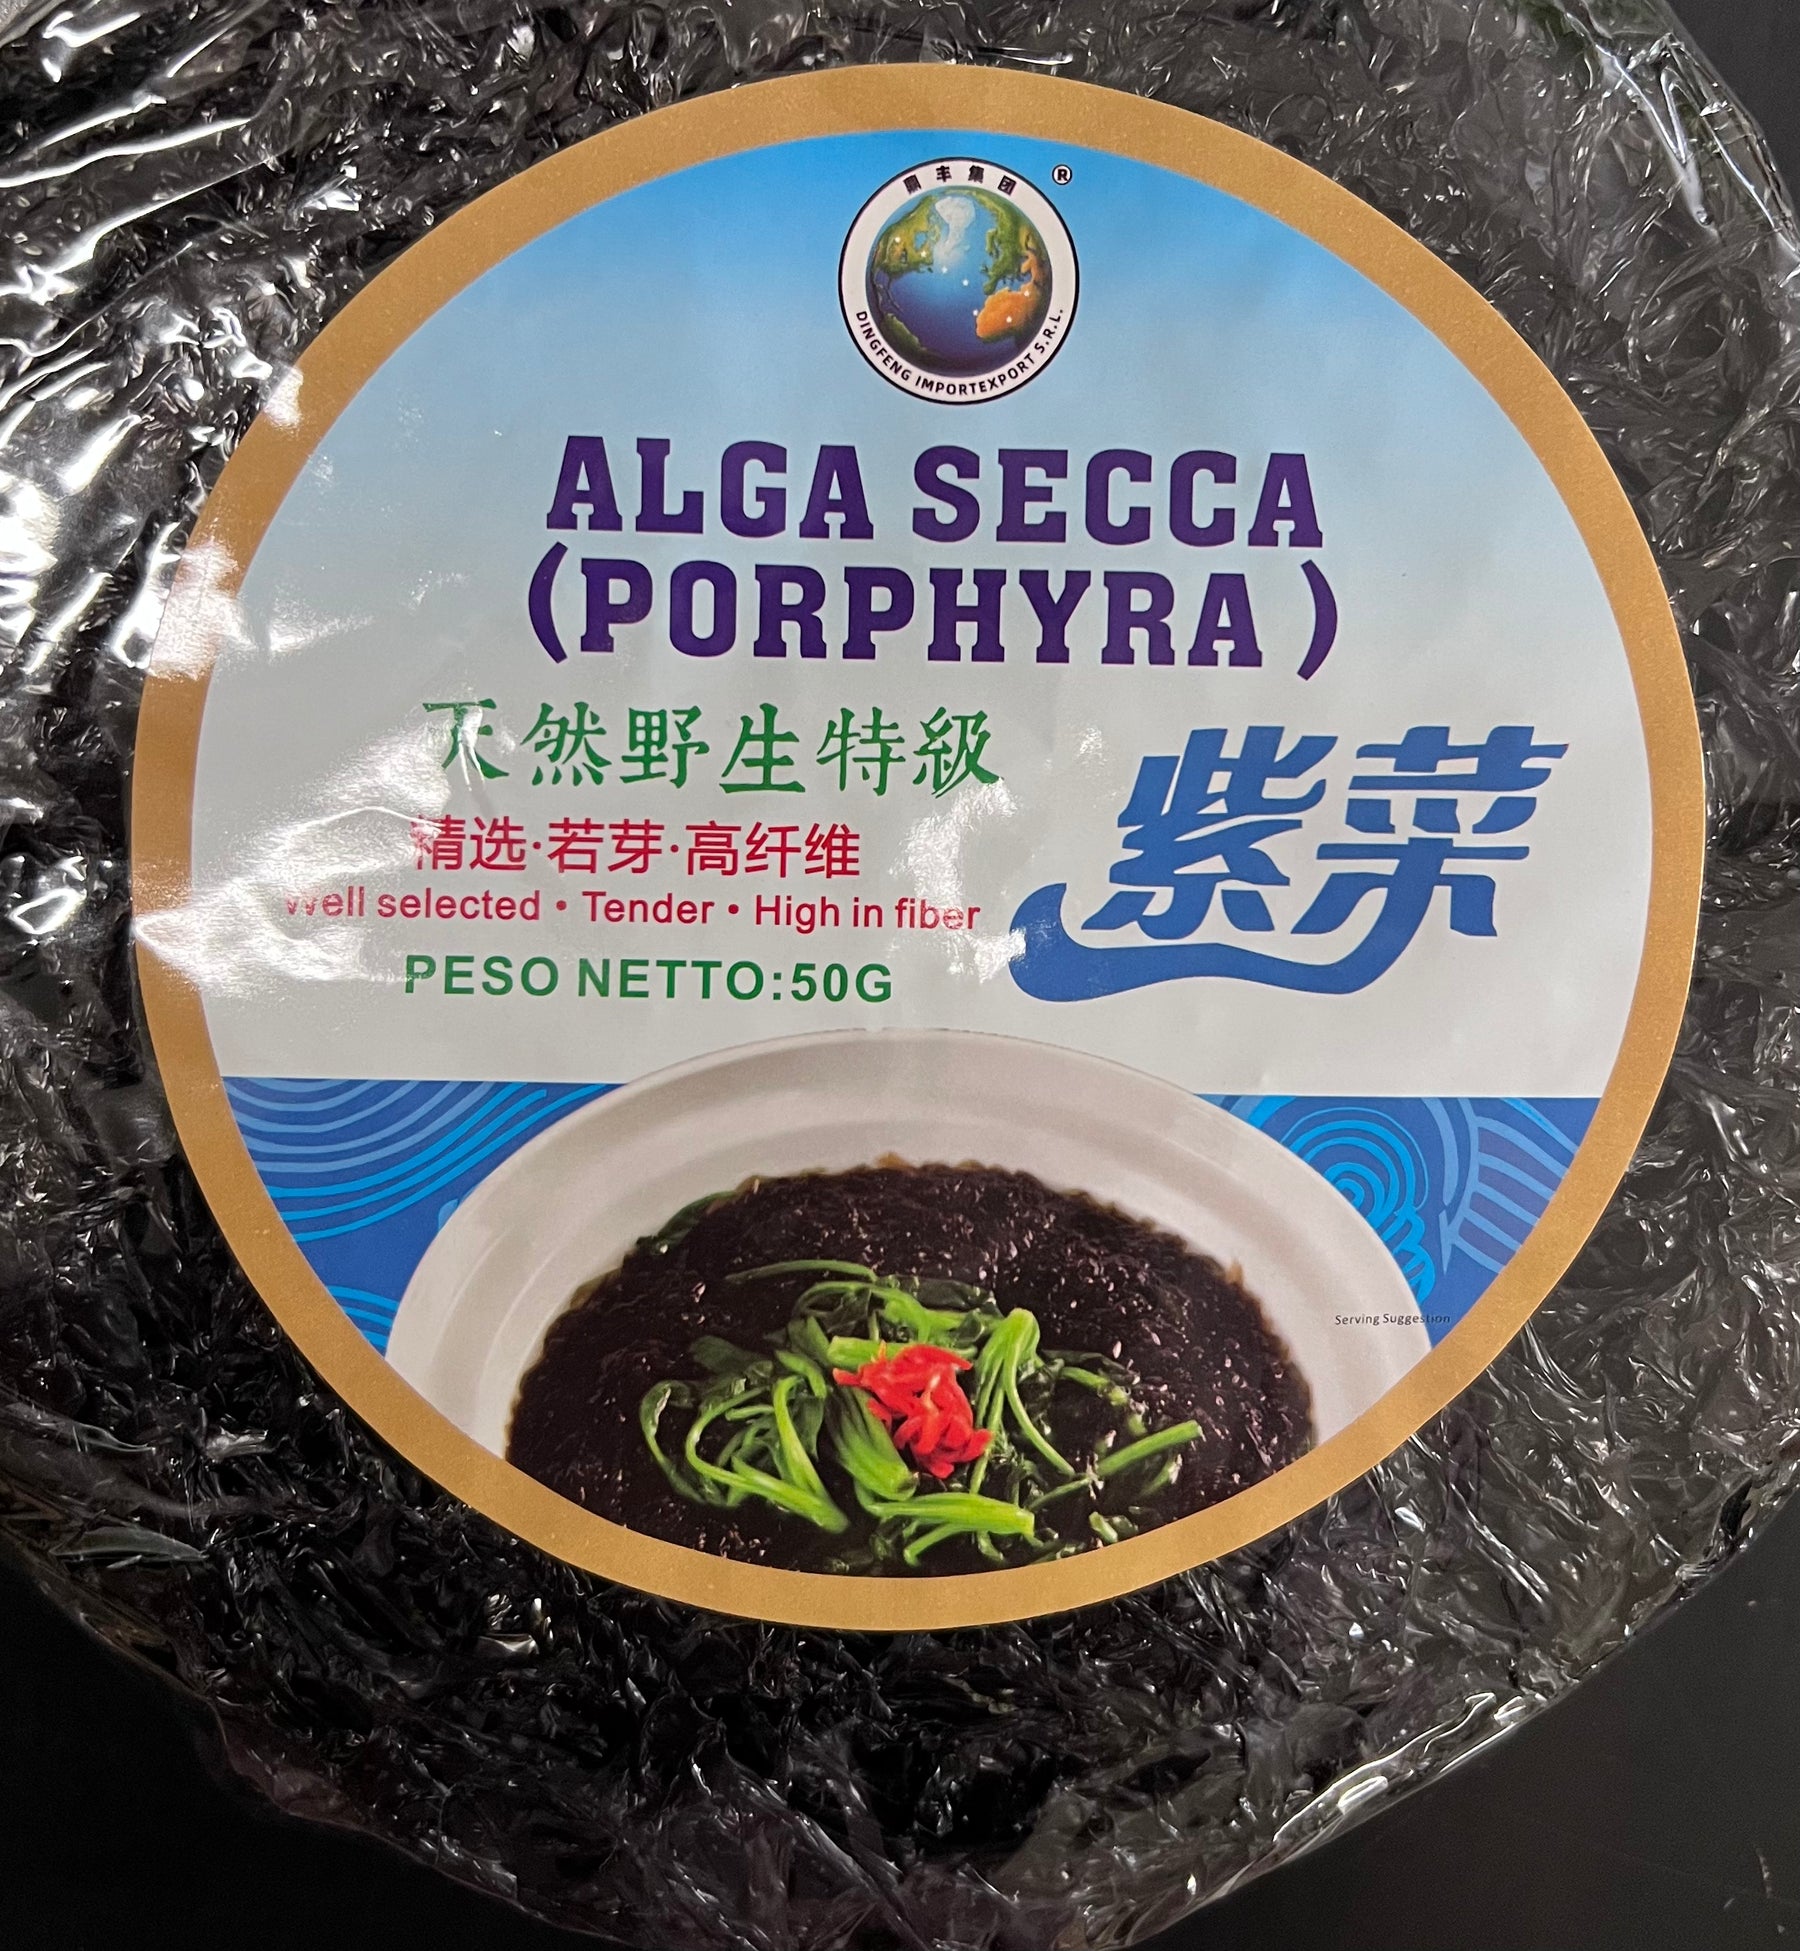 鼎丰集团
®
DINGFENG IMPORTEXPORT S.R.L.
ALGA SECCA
(PORPHYRA)
天然野生特級
紫菜
精选·若芽·高纤维
Well selected • Tender • High in fiber
PESO NETTO:50G
Serving Suggestion